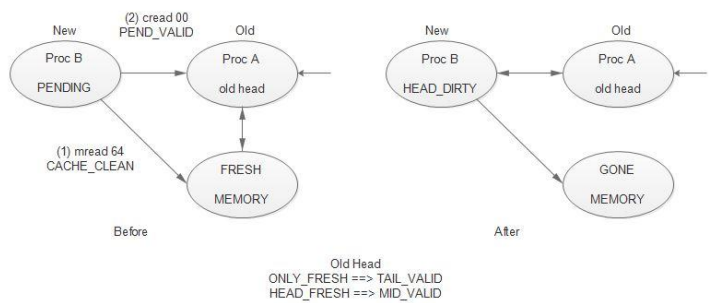 New
(2) cread 00
PEND_VALID
Old
Proc B
PENDING
Proc A
old head
(1) mread 64
CACHE_CLEAN
FRESH
MEMORY
Before
New
Old
Proc B
HEAD_DIRTY
Proc A
old head
GONE
MEMORY
After
Old Head
ONLY_FRESH ==> TAIL_VALID
HEAD_FRESH ==> MID_VALID